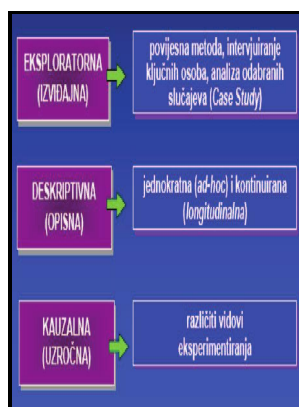 EKSPLORATORNA
(IZVIĐAJNA)
povijesna metoda, intervjuiranje
ključnih osoba, analiza odabranih
slučajeva (Case Study)
DESKRIPTIVNA
(OPISNA)
jednokratna (ad-hoc) i kontinuirana
(longitudinalna)
KAUZALNA
(UZROČNA)
različiti vidovi
eksperimentiranja